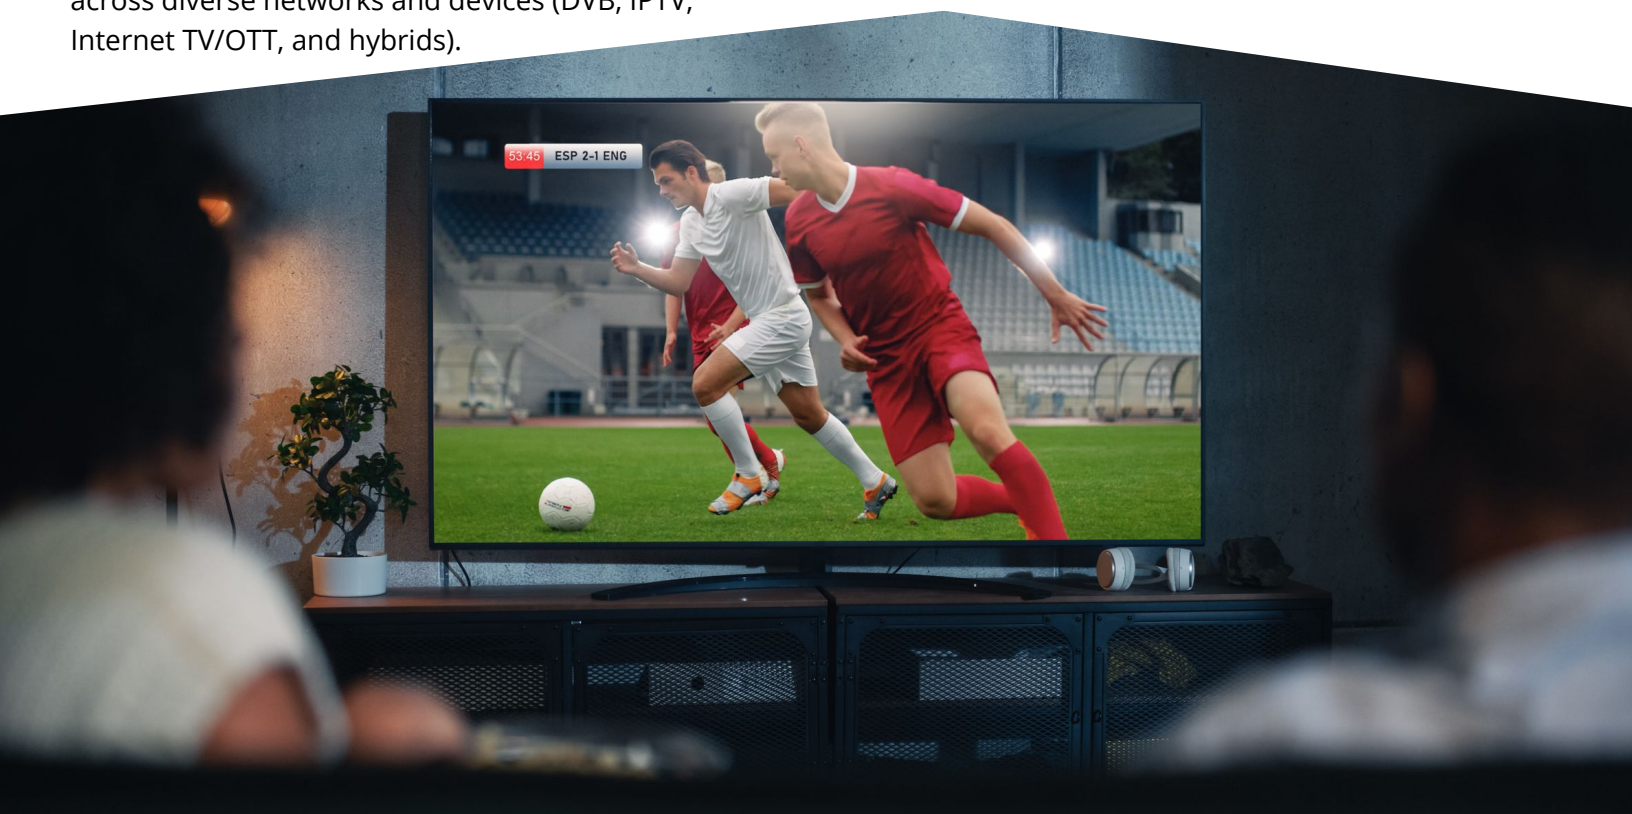 across diverse networks and devices (DVB, IPTV,
Internet TV/OTT, and hybrids).
53:45 ESP 2-1 ENG